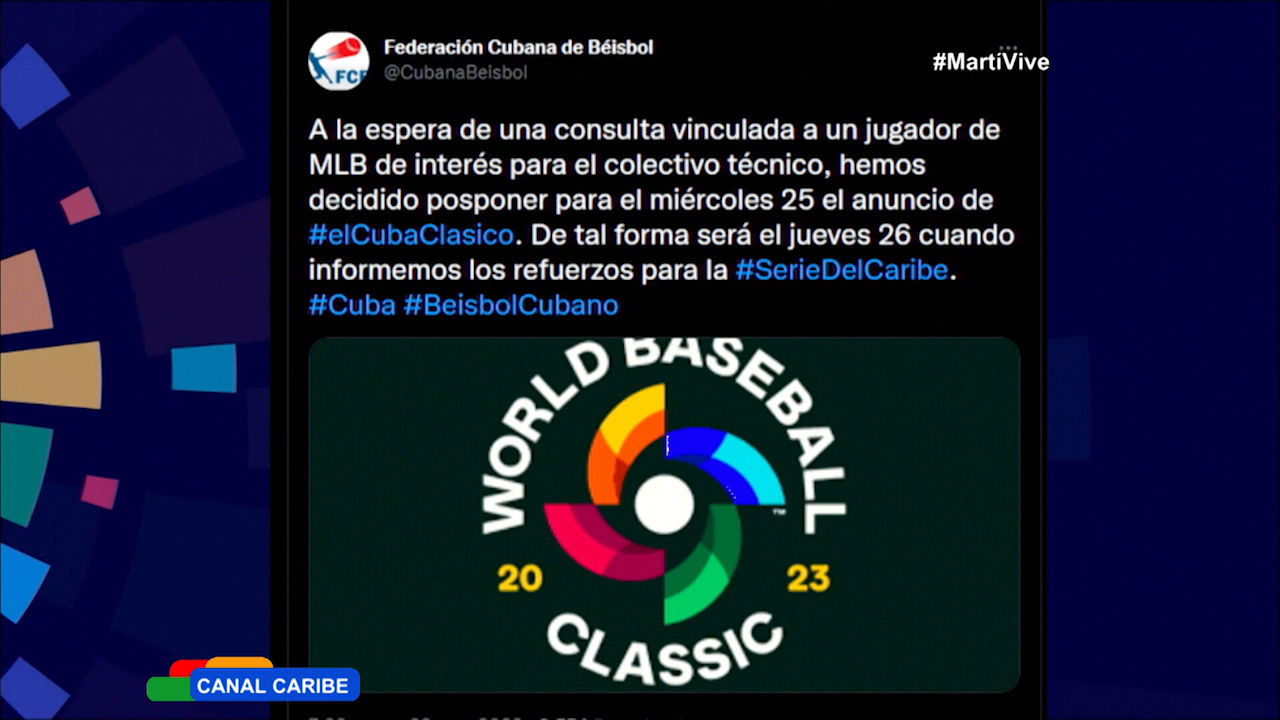 Federación Cubana de Béisbol
@CubanaBeisbol
#MartíVive
FCF
A la espera de una consulta vinculada a un jugador de
MLB de interés para el colectivo técnico, hemos
decidido posponer para el miércoles 25 el anuncio de
#elCubaClasico. De tal forma será el jueves 26 cuando
informemos los refuerzos para la #SerieDelCaribe.
#Cuba #BeisbolCubano
WORLD BASEBALL
™
20 23
CLASSIC
CANAL CARIBE